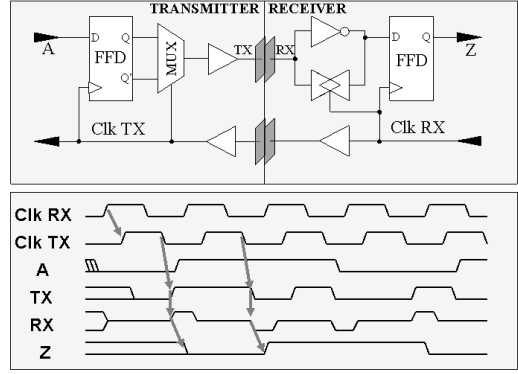 TRANSMITTER RECEIVER
A
D Q
FFD
Q'
MUX
TX
RX
D Q
FFD
Z
Clk TX
Clk RX
Clk RX
Clk TX
A
TX
RX
Z